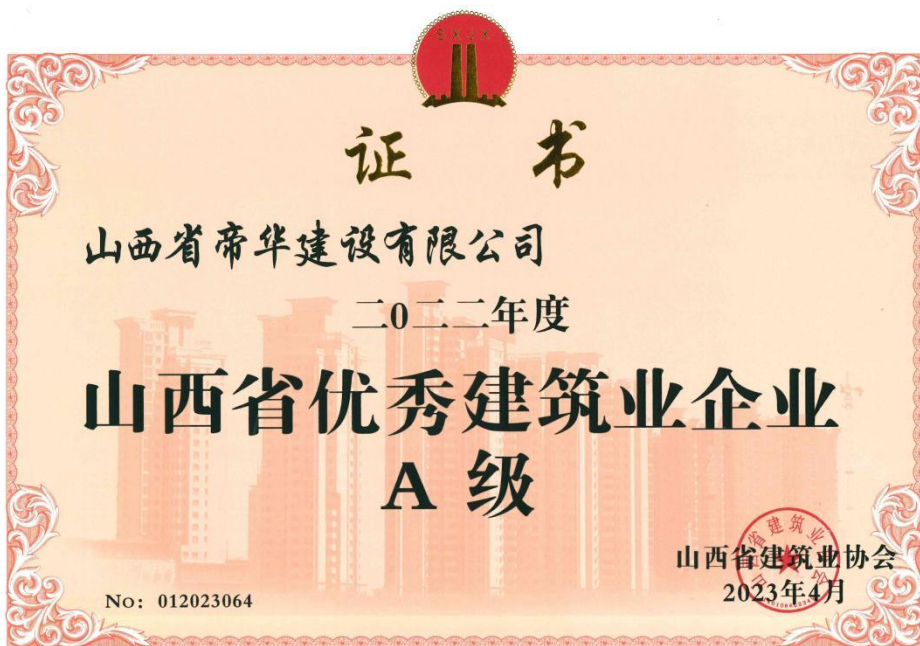 证 书
山西省帝华建设有限公司
二0二二年度
山西省优秀建筑业企业
A 级
山西省建筑业协会
2023年4月
No: 012023064